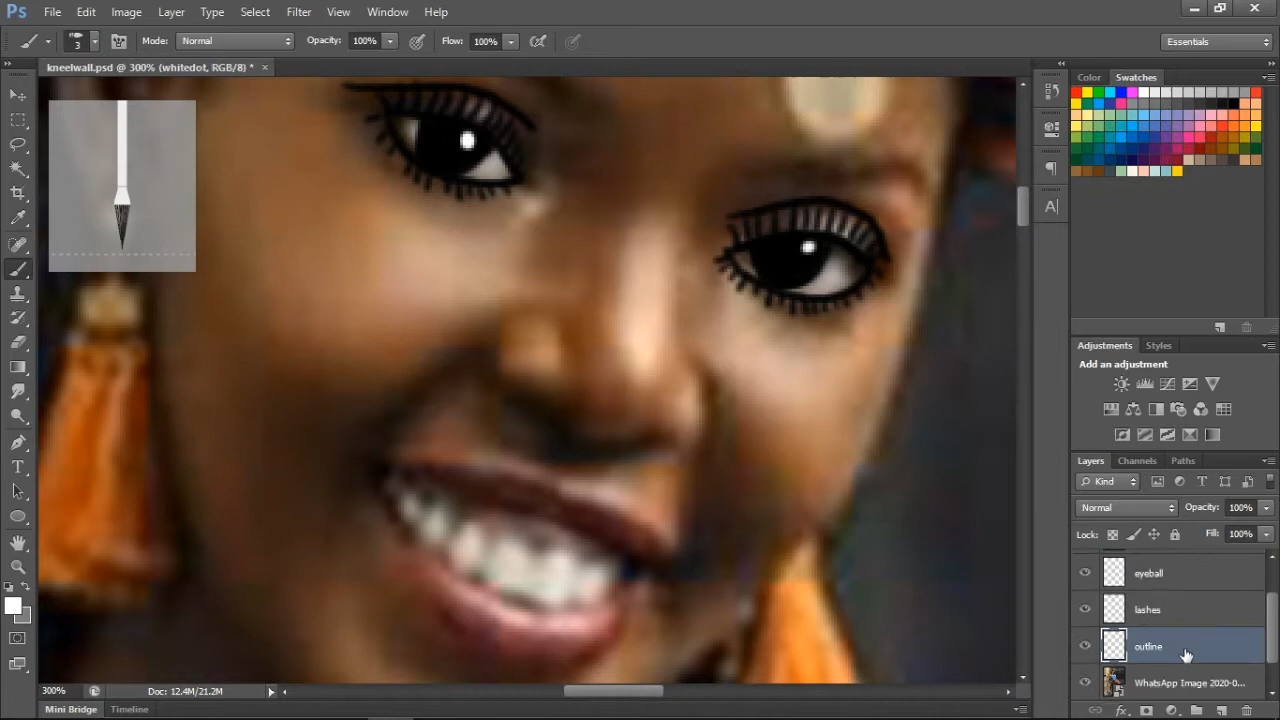 Ps File Edit Image Layer Type Select Filter View Window Help
3 Mode: Normal Opacity: 100% Flow: 100% Essentials
kneelwall.psd @ 300% (whitedot, RGB/8) * ×
Color Swatches
Adjustments Styles
Add an adjustment
Layers Channels Paths
Kind
Normal Opacity: 100%
Lock: Fill: 100%
eyeball
lashes
outline
WhatsApp Image 2020-0...
300% Doc: 12.4M/21.2M
Mini Bridge Timeline